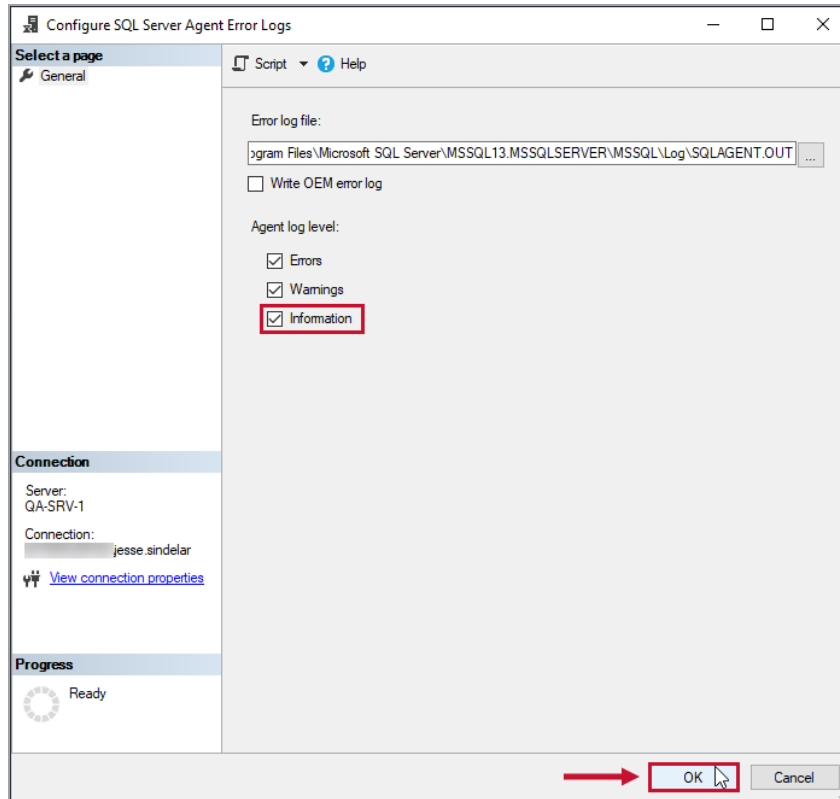 Configure SQL Server Agent Error Logs
Select a page
General
Script
Help
Error log file:
ogram Files\Microsoft SQL Server\MSSQL13.MSSQLSERVER\MSSQL\Log\SQLAGENT.OUT
...
Write OEM error log
Agent log level:
Errors
Warnings
Information
Connection
Server:
QA-SRV-1
Connection:
jesse.sindelar
View connection properties
Progress
Ready
OK
Cancel